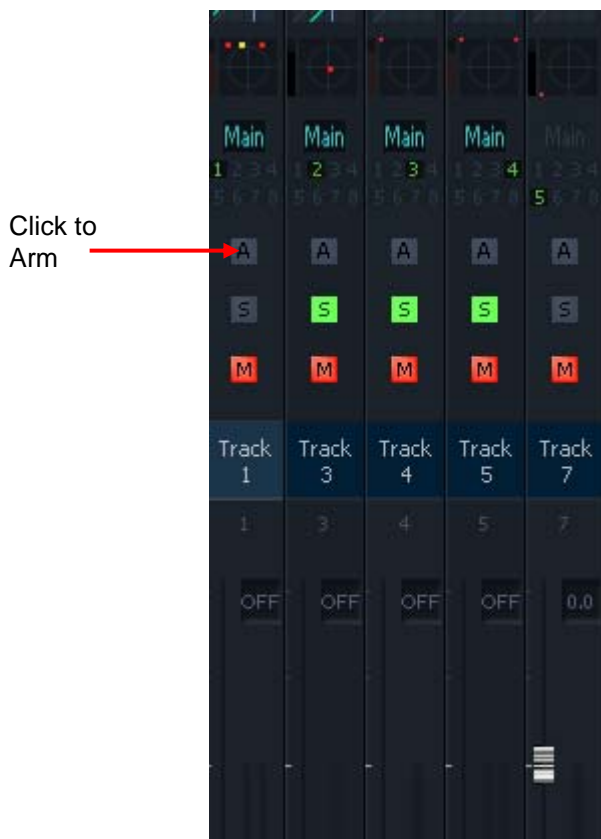 Main Main Main Main Main
1 2 3 4 1 2 3 4 1 2 3 4 1 2 3 4 1 2 3 4
5 6 7 8 5 6 7 8 5 6 7 8 5 6 7 8 5 6 7 8
Click to
Arm
A A A A A
S S S S S
M M M M M
Track Track Track Track Track
1 3 4 5 7
1 3 4 5 7
OFF OFF OFF OFF 0.0